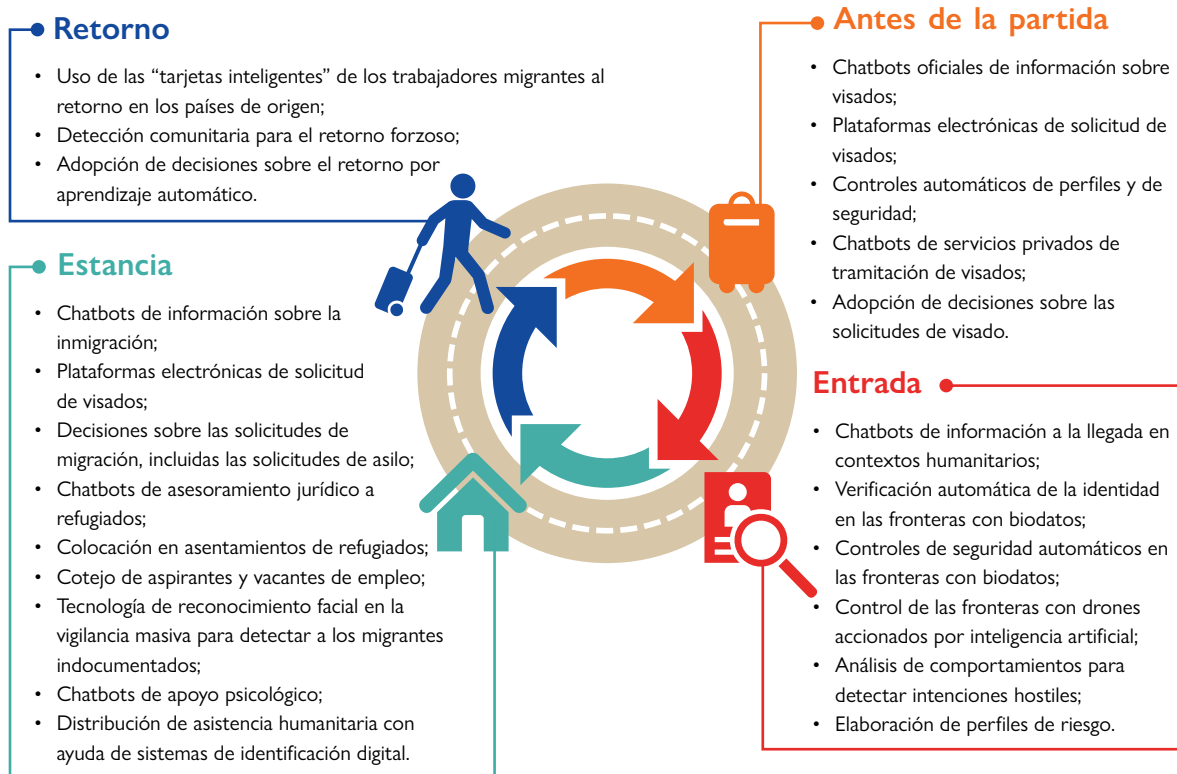 Retorno
• Uso de las “tarjetas inteligentes” de los trabajadores migrantes al
retorno en los países de origen;
• Detección comunitaria para el retorno forzoso;
• Adopción de decisiones sobre el retorno por
aprendizaje automático.
Antes de la partida
• Chatbots oficiales de información sobre
visados;
• Plataformas electrónicas de solicitud de
visados;
• Controles automáticos de perfiles y de
seguridad;
• Chatbots de servicios privados de
tramitación de visados;
• Adopción de decisiones sobre las
solicitudes de visado.
Estancia
• Chatbots de información sobre la
inmigración;
• Plataformas electrónicas de solicitud
de visados;
• Decisiones sobre las solicitudes de
migración, incluidas las solicitudes de asilo;
• Chatbots de asesoramiento jurídico a
refugiados;
• Colocación en asentamientos de refugiados;
• Cotejo de aspirantes y vacantes de empleo;
• Tecnología de reconocimiento facial en la
vigilancia masiva para detectar a los migrantes
indocumentados;
• Chatbots de apoyo psicológico;
• Distribución de asistencia humanitaria con
ayuda de sistemas de identificación digital.
Entrada
• Chatbots de información a la llegada en
contextos humanitarios;
• Verificación automática de la identidad
en las fronteras con biodatos;
• Controles de seguridad automáticos en
las fronteras con biodatos;
• Control de las fronteras con drones
accionados por inteligencia artificial;
• Análisis de comportamientos para
detectar intenciones hostiles;
• Elaboración de perfiles de riesgo.